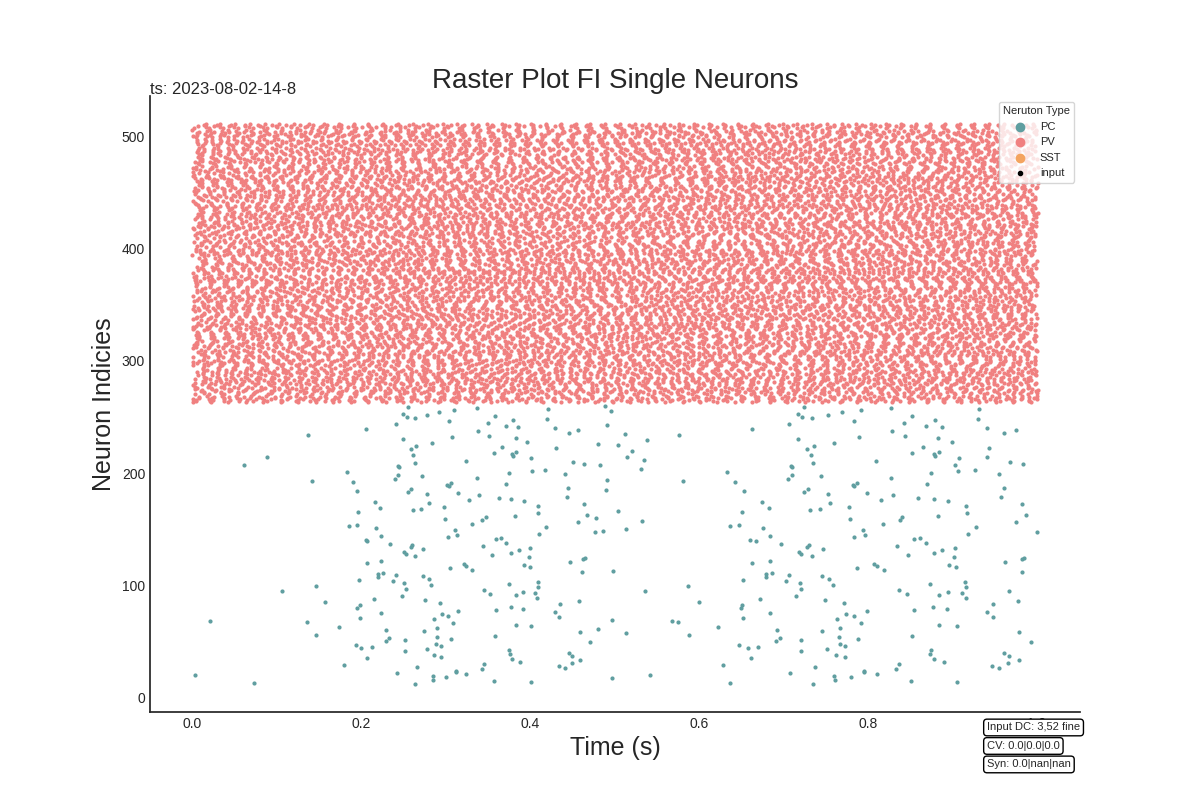 Raster Plot FI Single Neurons
ts: 2023-08-02-14-8
Neruton Type
PC
PV
SST
input
500
400
300
200
100
0
Neuron Indicies
0.0
0.2
0.4
0.6
0.8
Time (s)
Input DC: 3,52 fine
CV: 0.0|0.0|0.0
Syn: 0.0|nan|nan